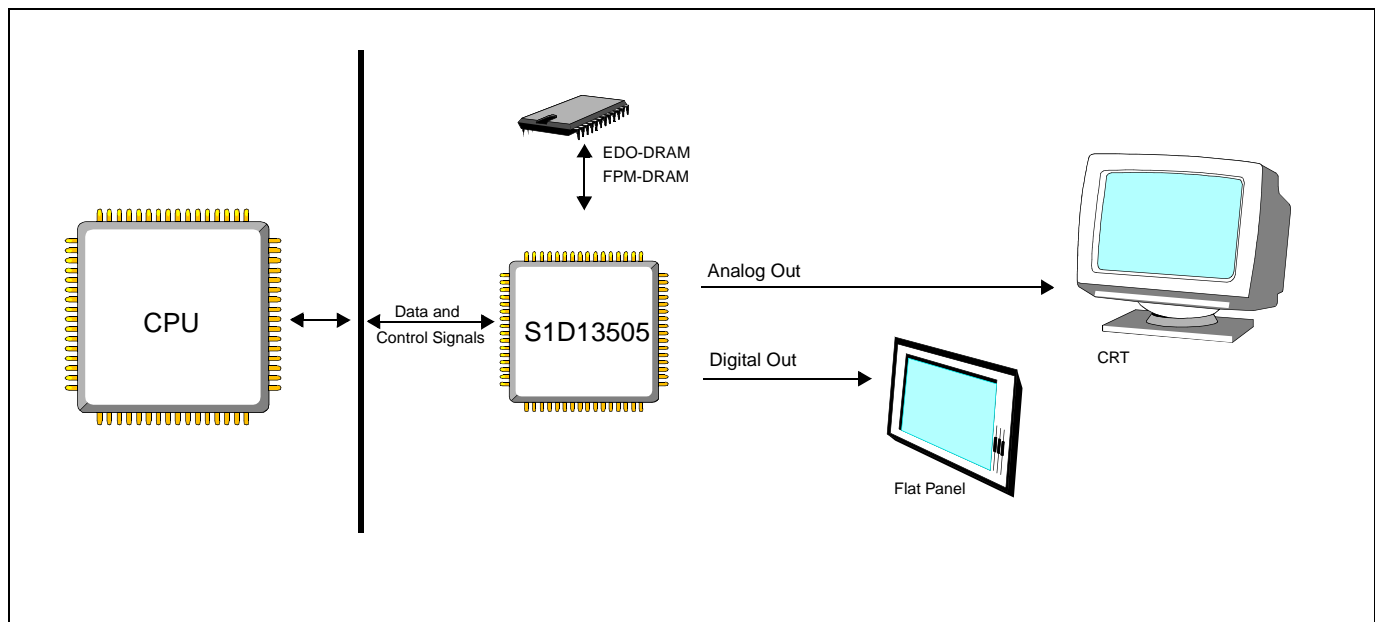 EDO-DRAM
FPM-DRAM
CPU
Data and
Control Signals
S1D13505
Analog Out
Digital Out
CRT
Flat Panel